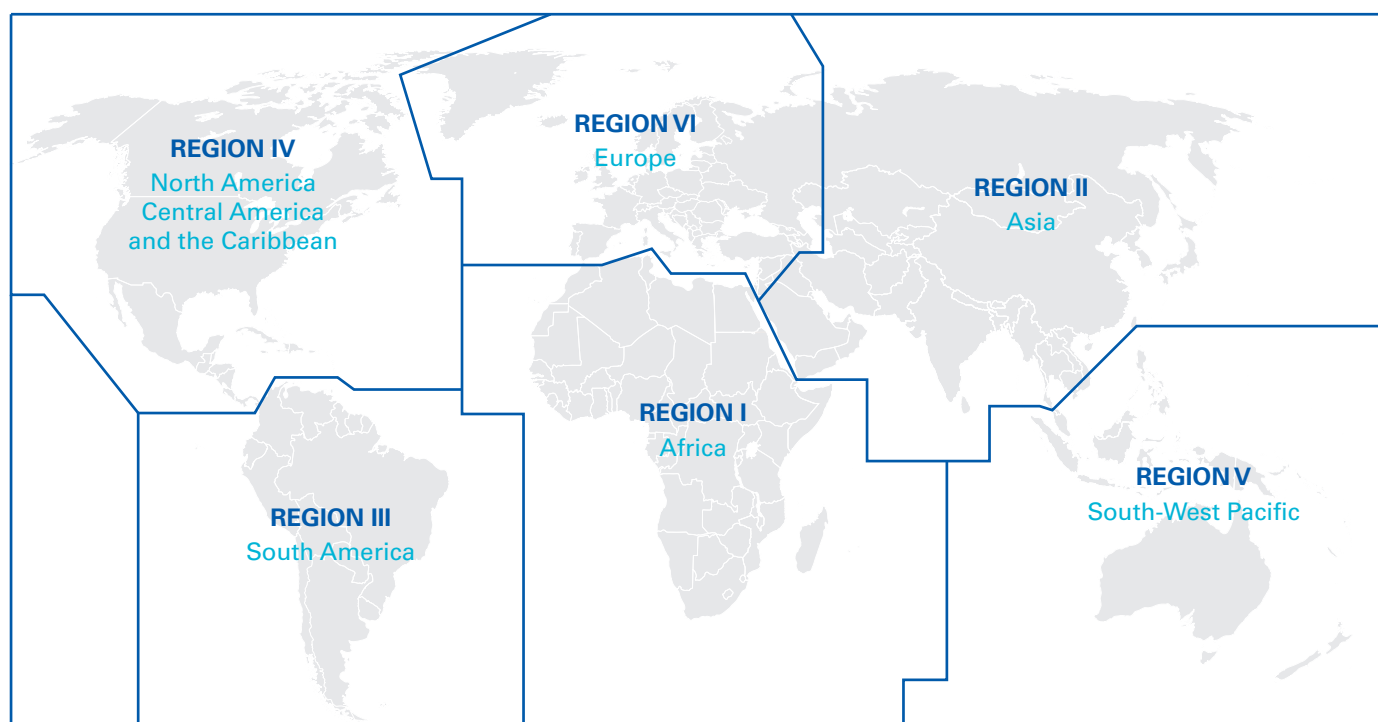 REGION IV
North America
Central America
and the Caribbean
REGION VI
Europe
REGION II
Asia
REGION I
Africa
REGION III
South America
REGION V
South-West Pacific